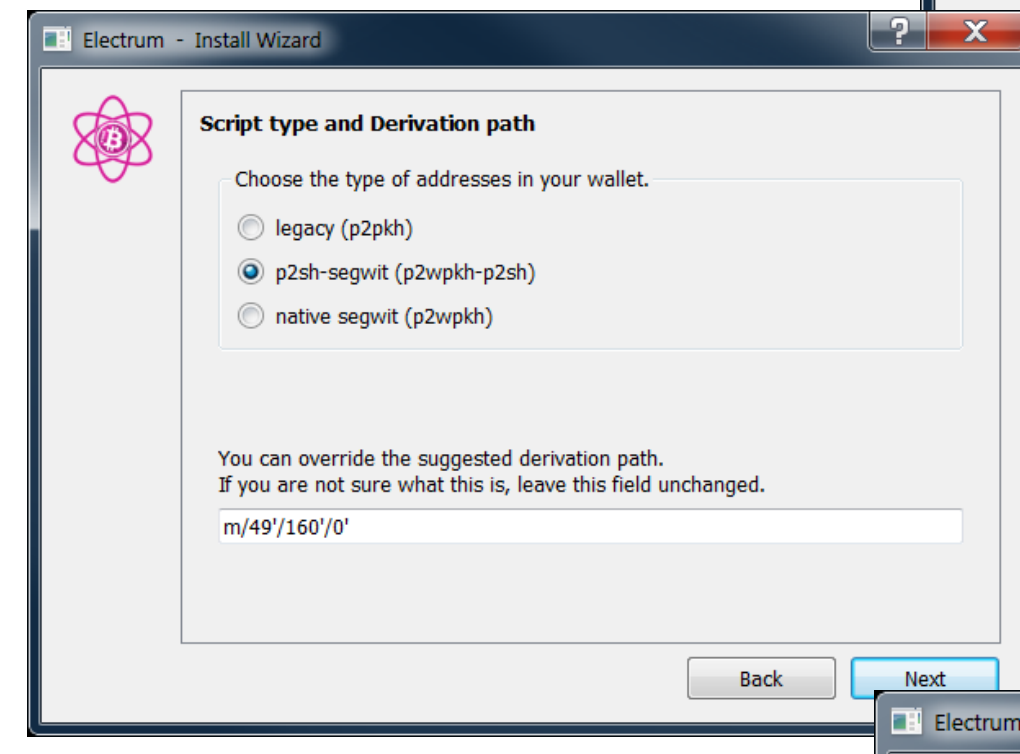 Electrum - Install Wizard
?
X
Script type and Derivation path
Choose the type of addresses in your wallet.
legacy (p2pkh)
p2sh-segwit (p2wpkh-p2sh)
native segwit (p2wpkh)
You can override the suggested derivation path.
If you are not sure what this is, leave this field unchanged.
m/49'/160'/0'
Back
Next
Electrum